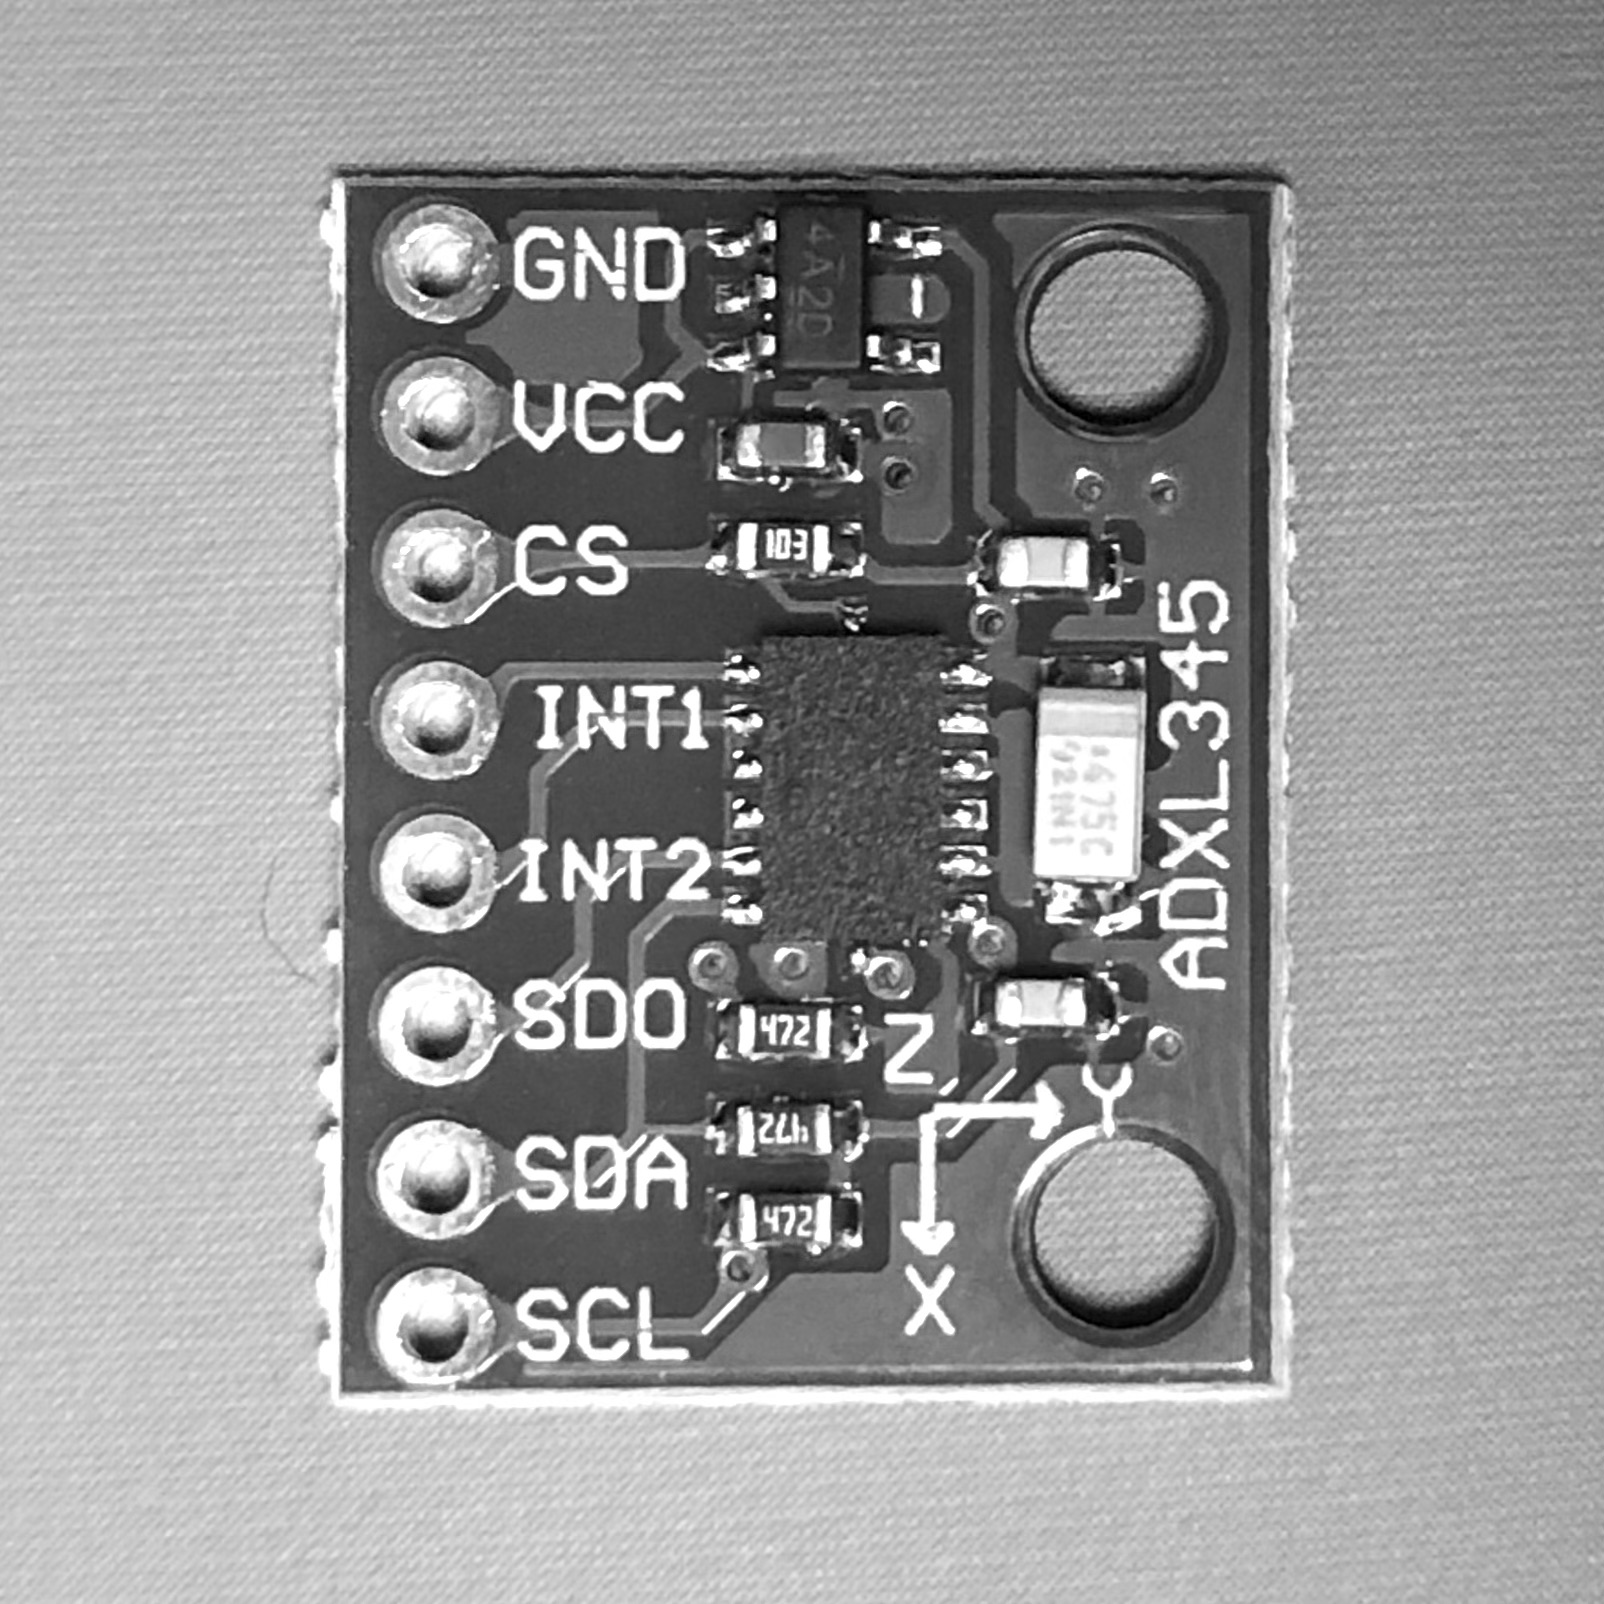 GND
4A2D
VCC
CS
103
ADXL345
INT1
INT2
SDO
472
Z
Y
SDA
472
472
X
SCL